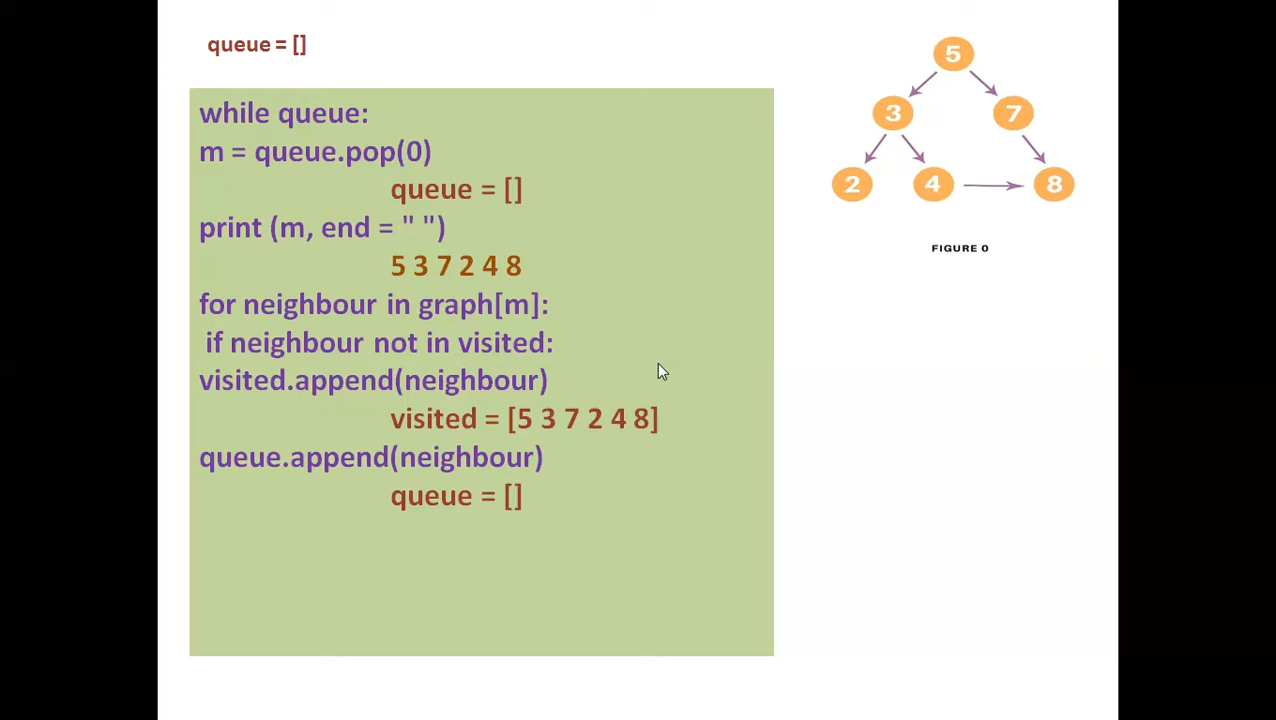 queue = []
while queue:
m = queue.pop(0)
queue = []
print (m, end = " ")
5 3 7 2 4 8
for neighbour in graph[m]:
if neighbour not in visited:
visited.append(neighbour)
visited = [5 3 7 2 4 8]
queue.append(neighbour)
queue = []
5
3 7
2 4 8
FIGURE 0